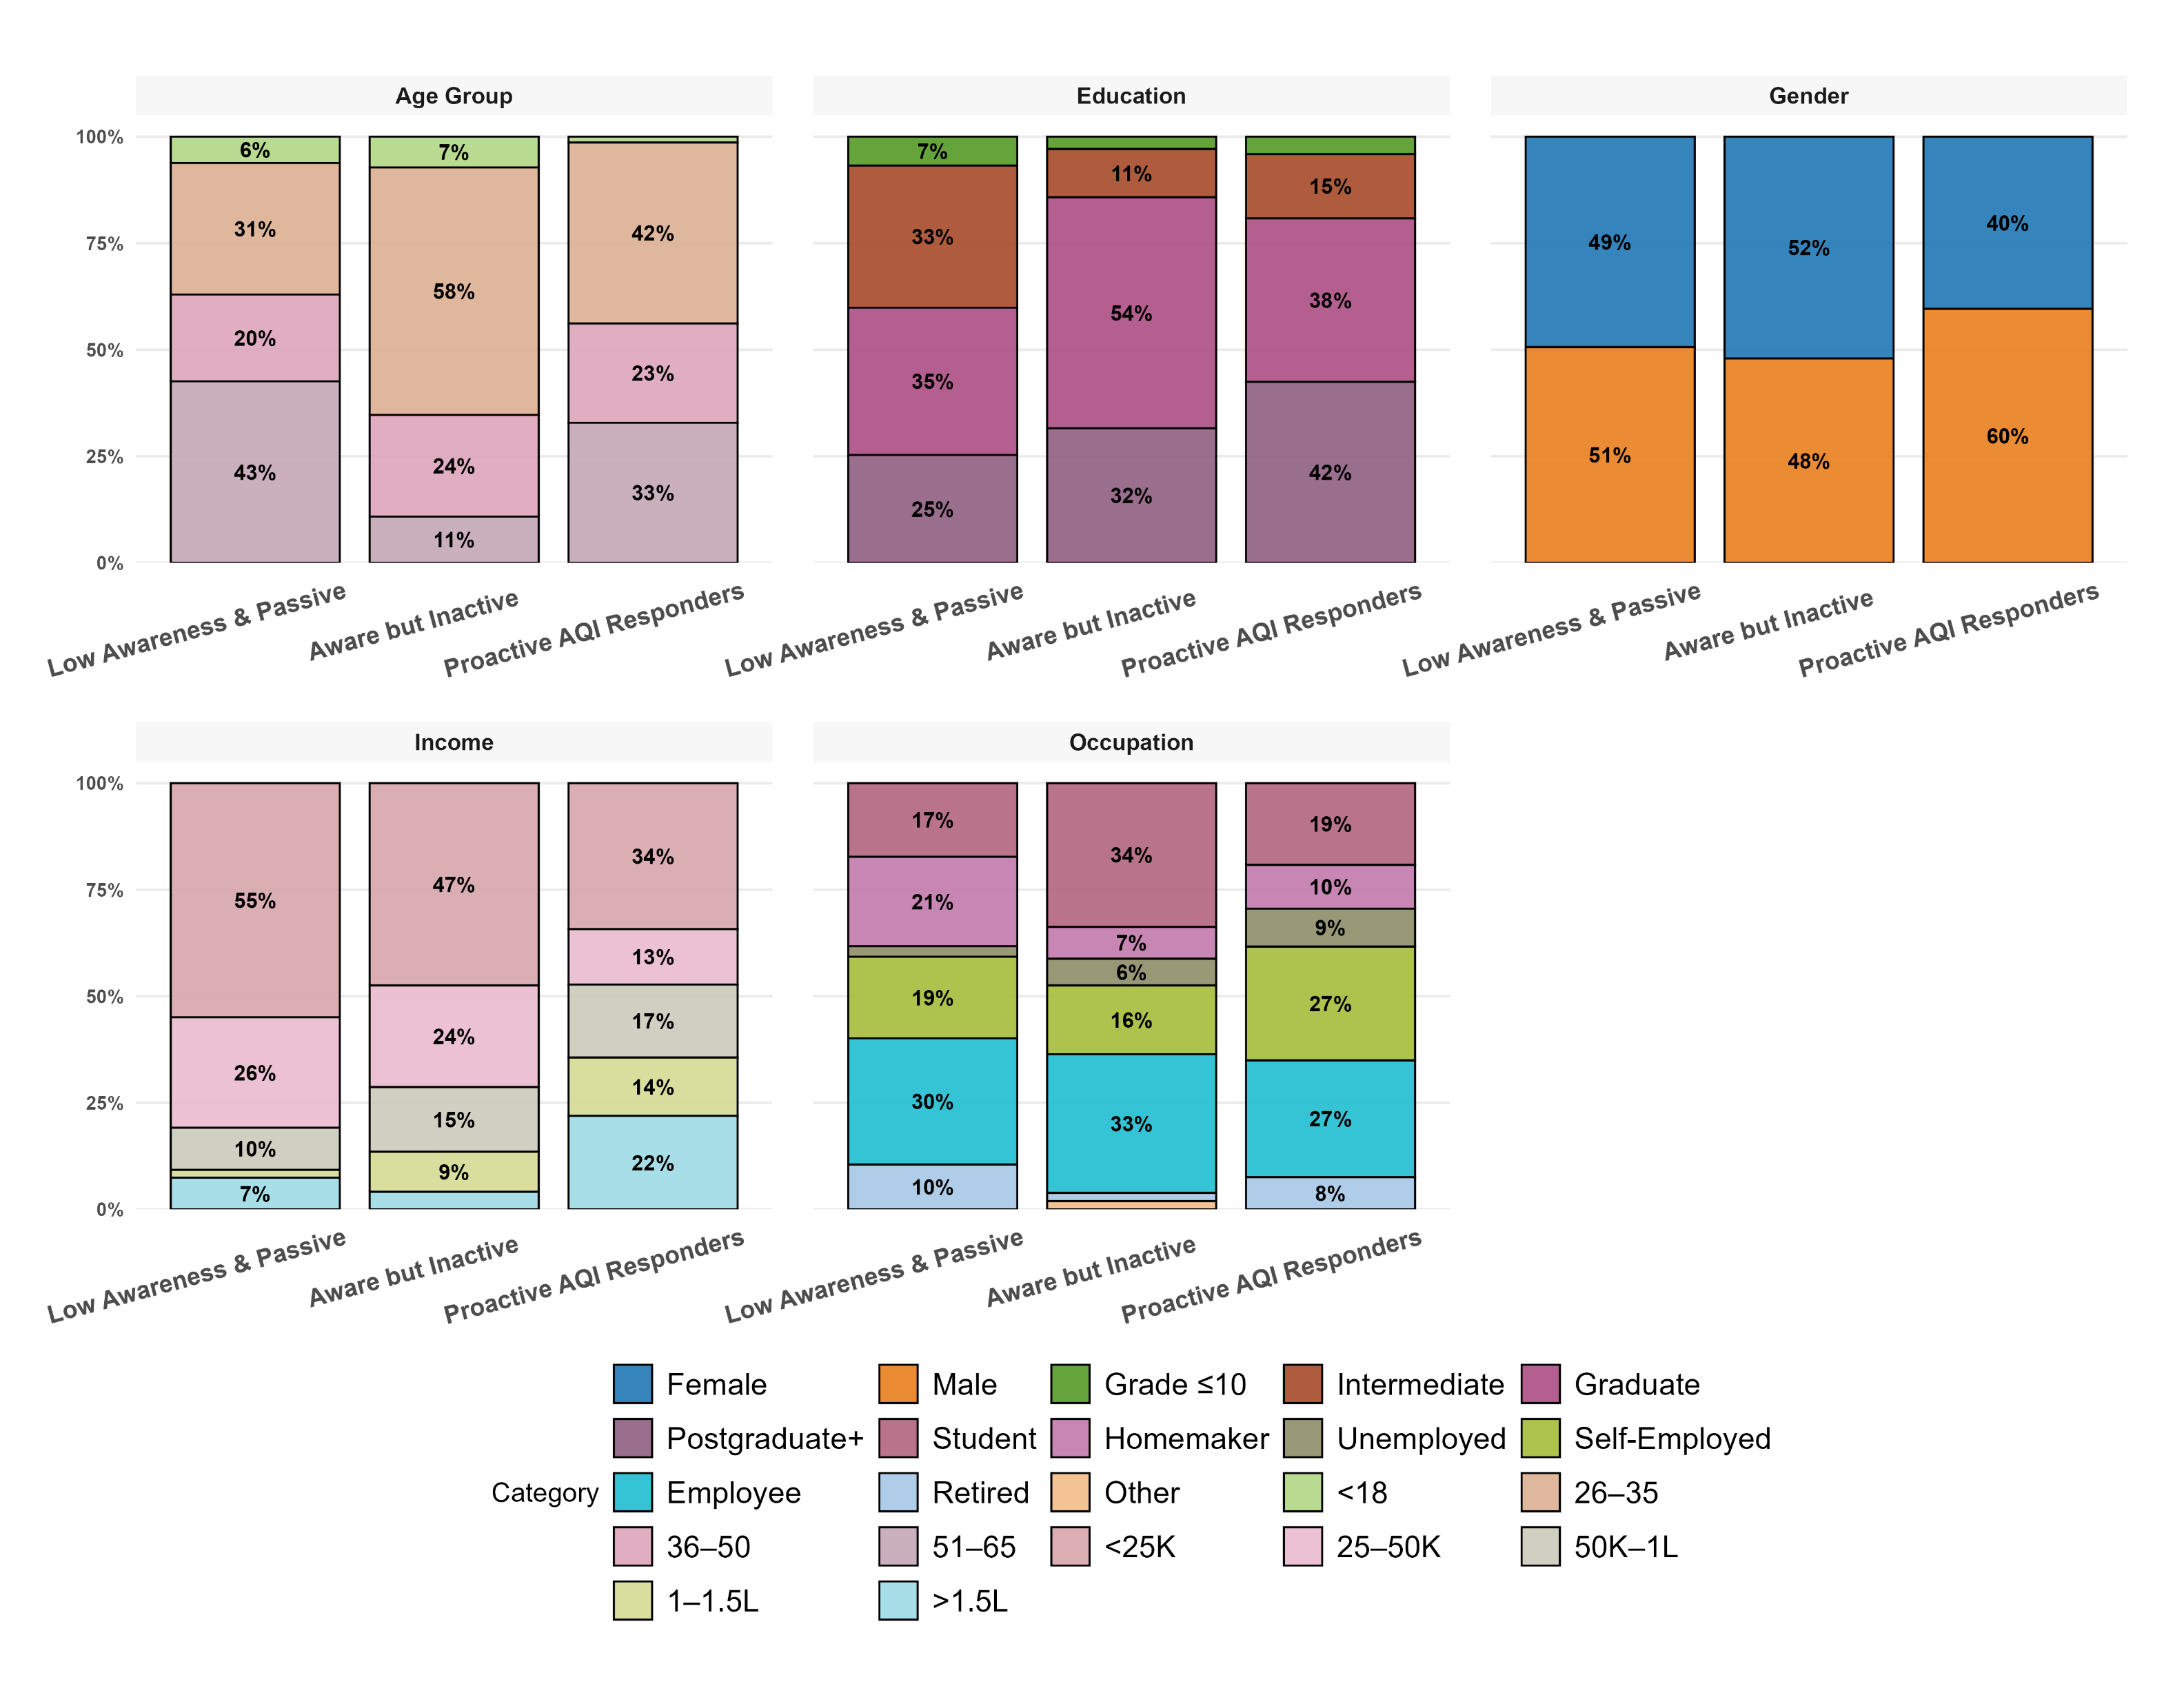 Age Group
Education
Gender
100%
75%
50%
25%
0%
6%
31%
20%
43%
7%
58%
24%
11%
42%
23%
33%
7%
33%
35%
25%
11%
54%
32%
15%
38%
42%
49%
51%
52%
48%
40%
60%
Low Awareness & Passive
Aware but Inactive
Proactive AQI Responders
Low Awareness & Passive
Aware but Inactive
Proactive AQI Responders
Low Awareness & Passive
Aware but Inactive
Proactive AQI Responders
Income
Occupation
100%
75%
50%
25%
0%
55%
26%
10%
7%
47%
24%
15%
9%
34%
13%
17%
14%
22%
17%
21%
19%
30%
10%
34%
7%
6%
16%
33%
19%
10%
9%
27%
27%
8%
Low Awareness & Passive
Aware but Inactive
Proactive AQI Responders
Low Awareness & Passive
Aware but Inactive
Proactive AQI Responders
Category
Female
Male
Grade ≤10
Intermediate
Graduate
Postgraduate+
Student
Homemaker
Unemployed
Self-Employed
Employee
Retired
Other
<18
26–35
36–50
51–65
<25K
25–50K
50K–1L
1–1.5L
>1.5L